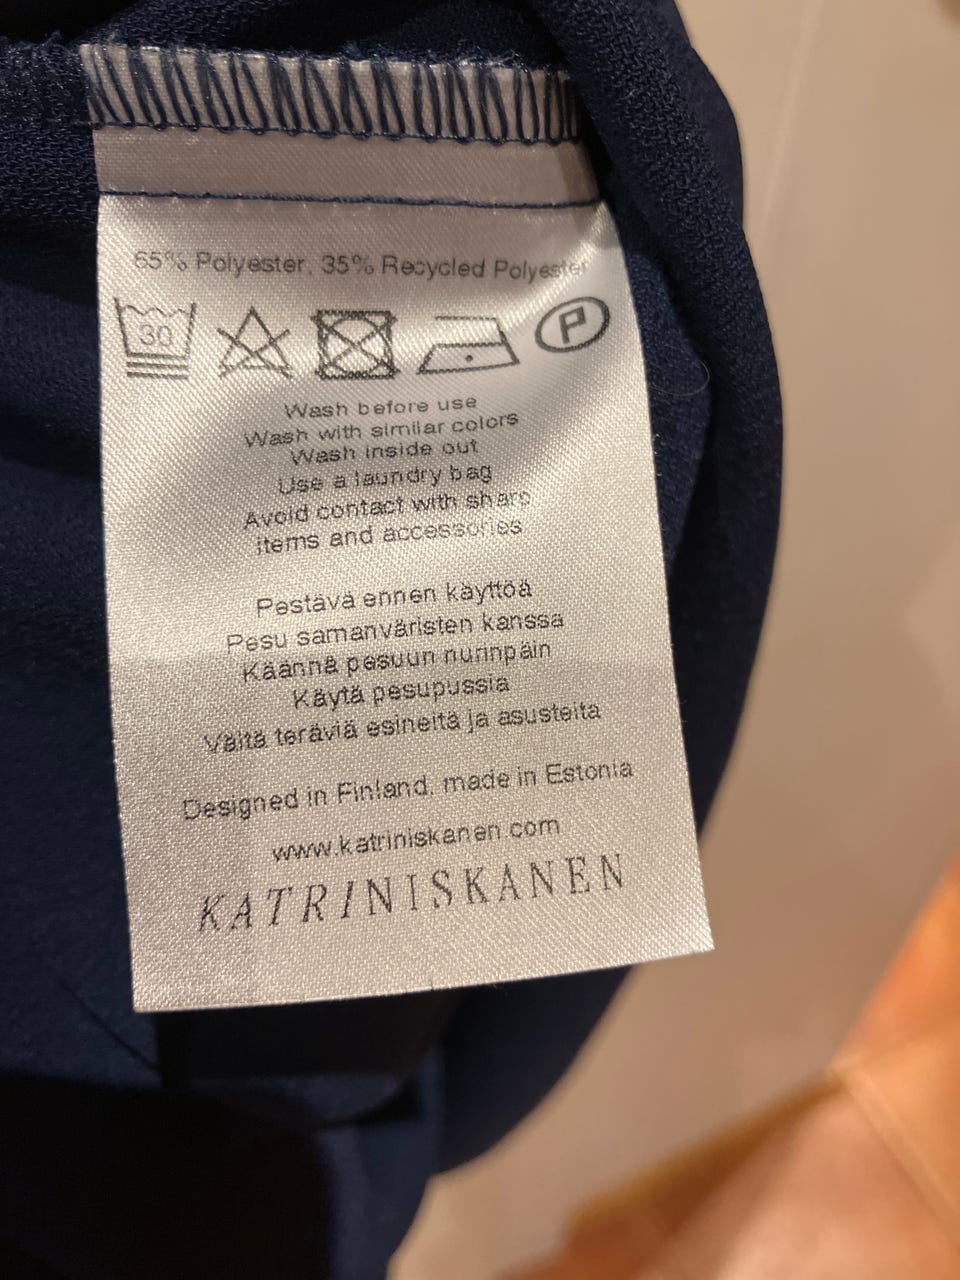 65% Polyester, 35% Recycled Polyester
30 P
Wash before use
Wash with similar colors
Wash inside out
Use a laundry bag
Avoid contact with sharp
items and accessories
Pestävä ennen käyttöä
Pesu samanväristen kanssa
Käännä pesuun nurinpäin
Käytä pesupussia
Vältä teräviä esineitä ja asusteita
Designed in Finland, made in Estonia
www.katriniskanen.com
KATRINISKANEN